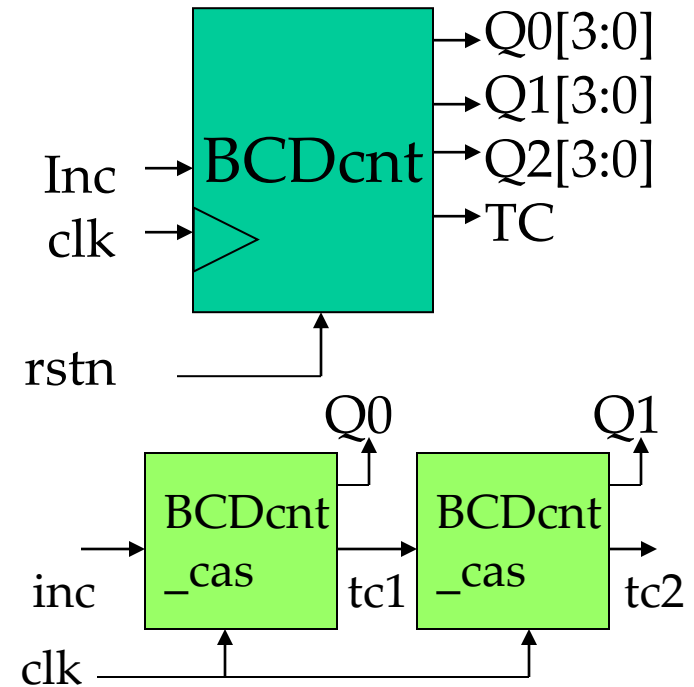 Q0[3:0]
Q1[3:0]
BCDcnt
Q2[3:0]
Inc
TC
clk
rstn
Q0
Q1
BCDcnt
_cas
BCDcnt
_cas
inc
tc1
tc2
clk